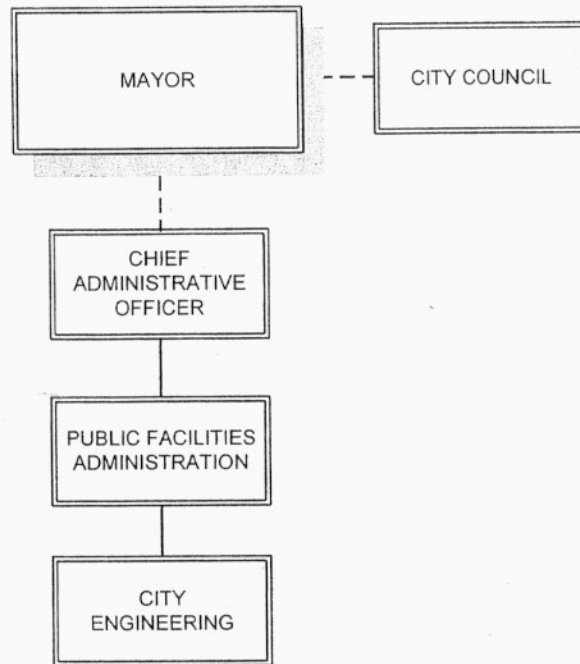 MAYOR
CITY COUNCIL
CHIEF
ADMINISTRATIVE
OFFICER
PUBLIC FACILITIES
ADMINISTRATION
CITY
ENGINEERING